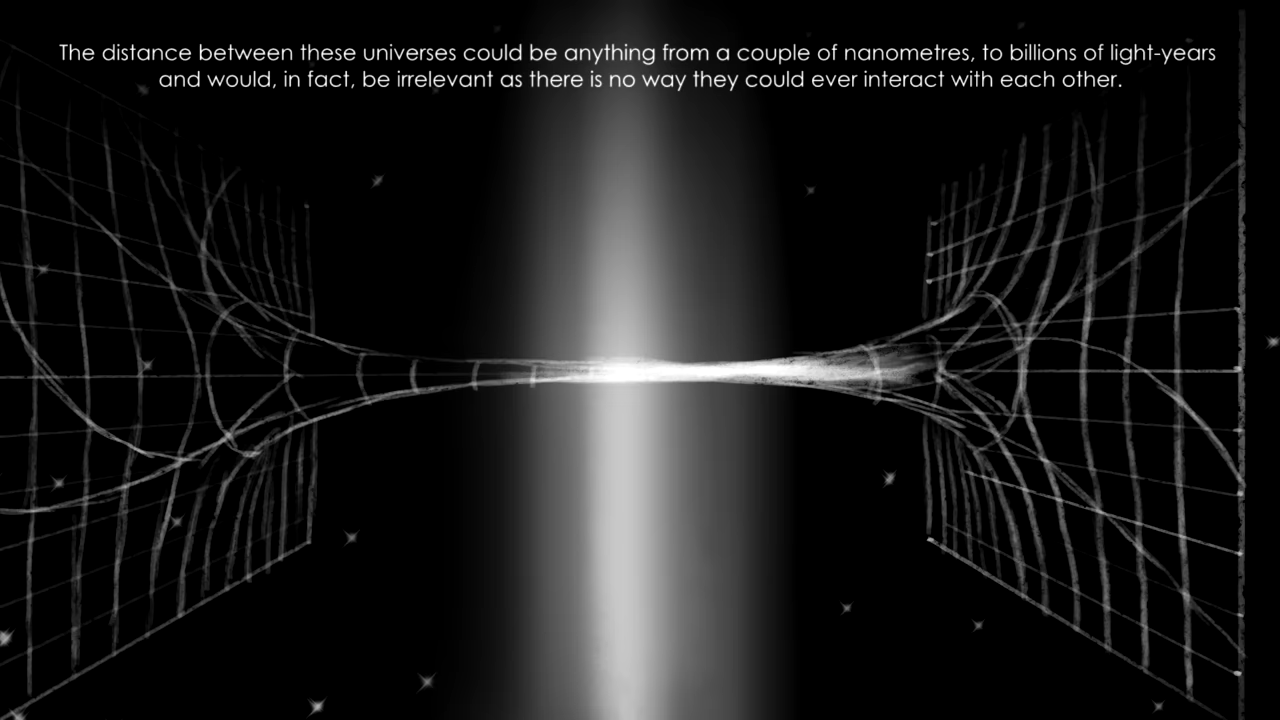 The distance between these universes could be anything from a couple of nanometres, to billions of light-years
and would, in fact, be irrelevant as there is no way they could ever interact with each other.